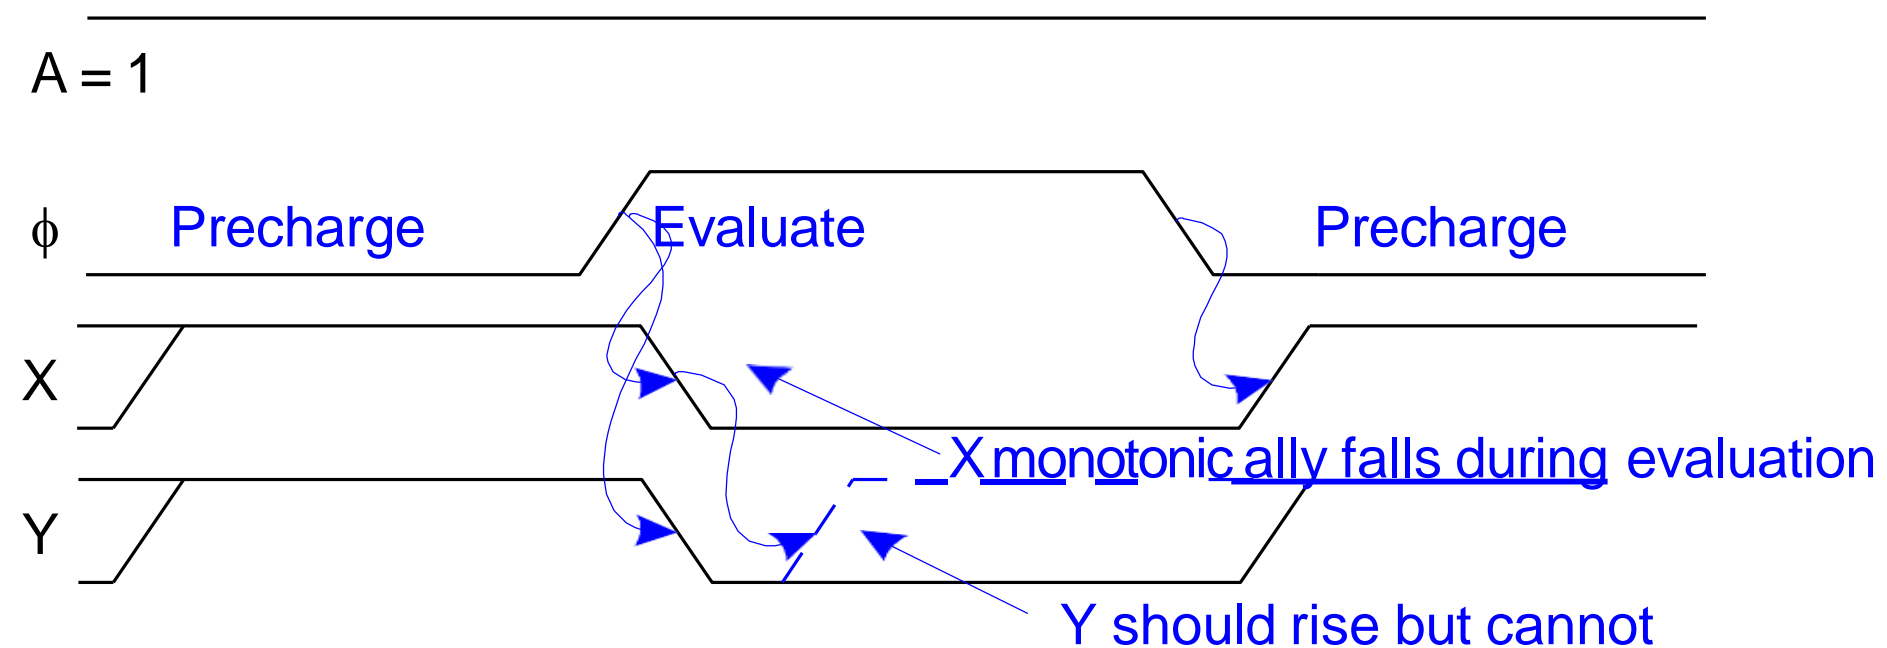 A = 1
ϕ Precharge Evaluate Precharge
X
X monotonically falls during evaluation
Y
Y should rise but cannot